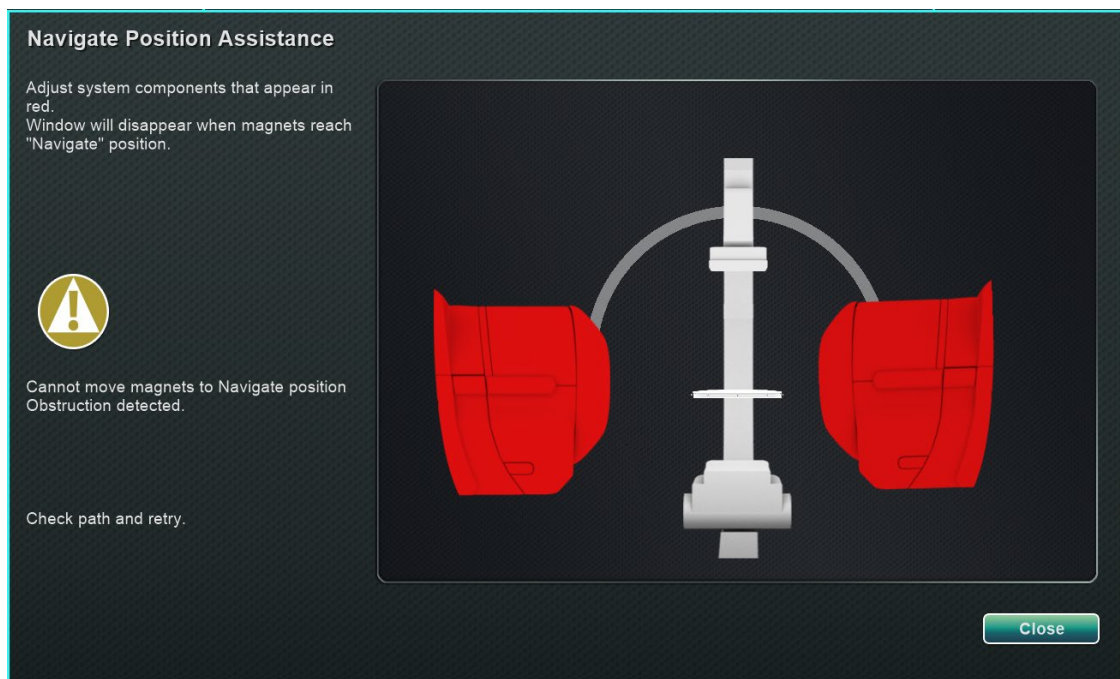 Navigate Position Assistance
Adjust system components that appear in
red.
Window will disappear when magnets reach
"Navigate" position.
Cannot move magnets to Navigate position
Obstruction detected.
Check path and retry.
Close